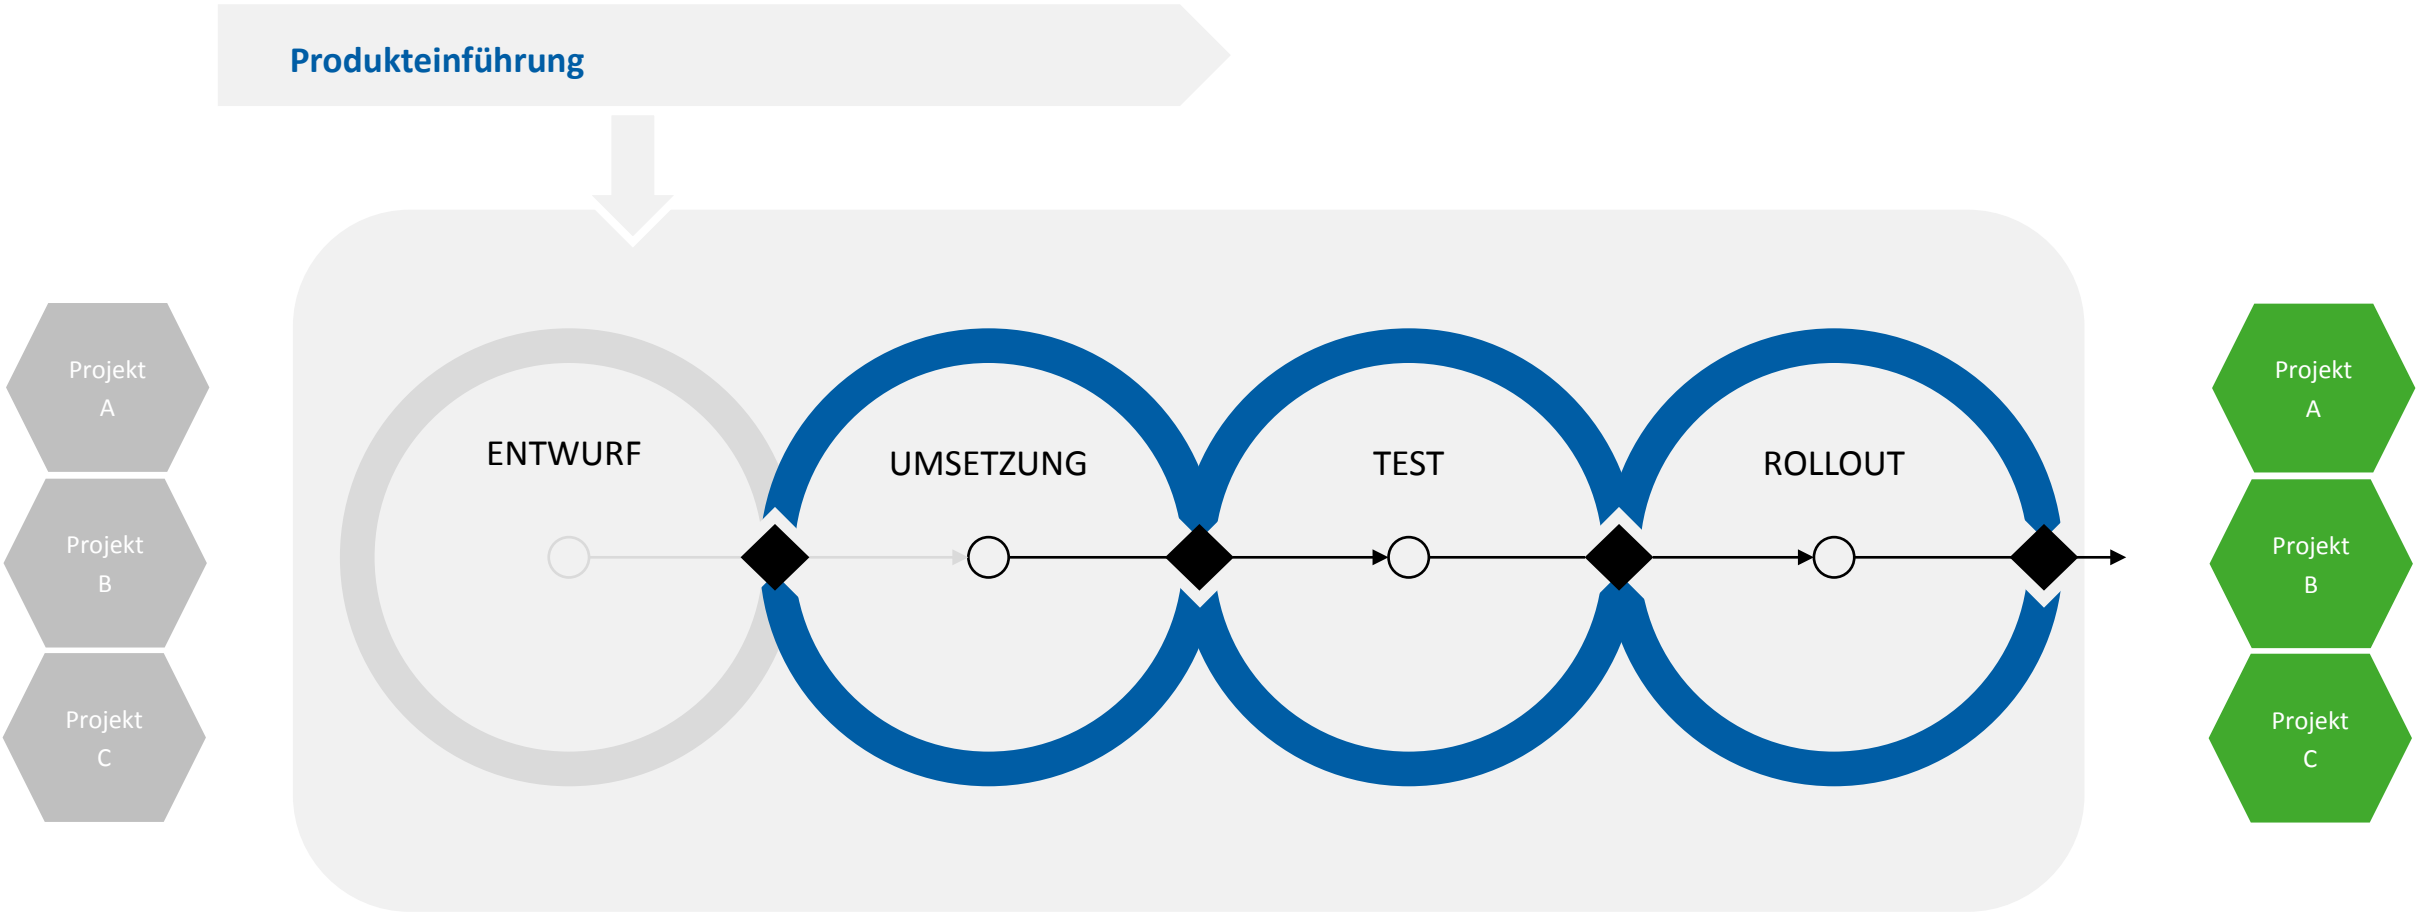 Produkteinführung
Projekt
A
Projekt
B
Projekt
C
ENTWURF
UMSETZUNG
TEST
ROLLOUT
Projekt
A
Projekt
B
Projekt
C